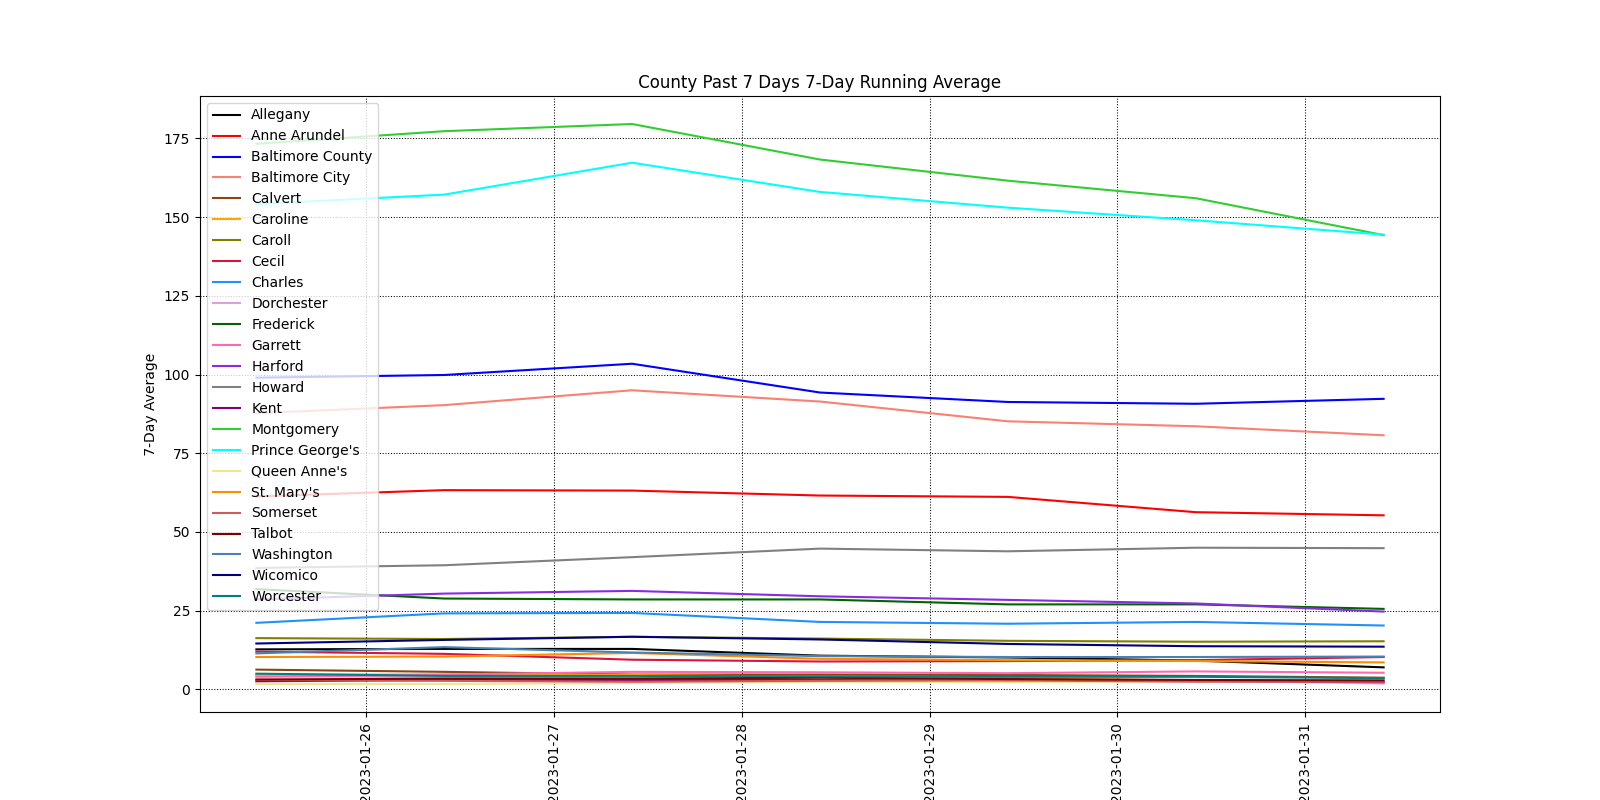 County Past 7 Days 7-Day Running Average
7-Day Average
175
150
125
100
75
50
25
0
Allegany
Anne Arundel
Baltimore County
Baltimore City
Calvert
Caroline
Caroll
Cecil
Charles
Dorchester
Frederick
Garrett
Harford
Howard
Kent
Montgomery
Prince George's
Queen Anne's
St. Mary's
Somerset
Talbot
Washington
Wicomico
Worcester
2023-01-26
2023-01-27
2023-01-28
2023-01-29
2023-01-30
2023-01-31